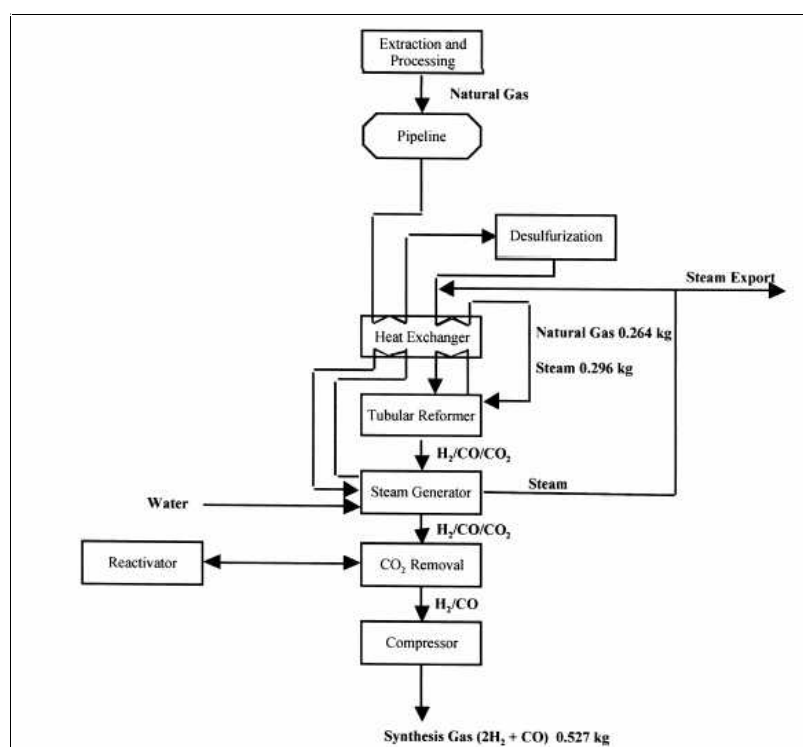 Extraction and
Processing
Natural Gas
Pipeline
Desulfurization
Steam Export
Heat Exchanger
Natural Gas 0.264 kg
Steam 0.296 kg
Tubular Reformer
H₂/CO/CO₂
Steam Generator
Steam
Water
H₂/CO/CO₂
Reactivator
CO₂ Removal
H₂/CO
Compressor
Synthesis Gas (2H₂ + CO) 0.527 kg